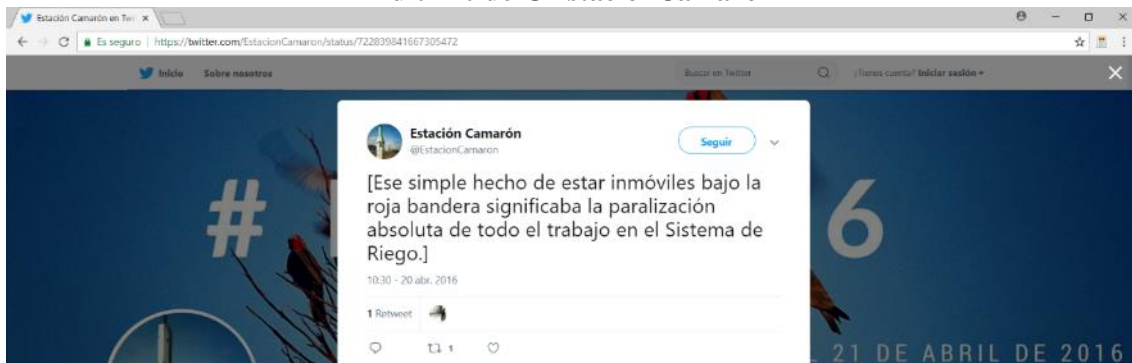 Estación Camarón en Twi
Es seguro
https://twitter.com/EstacionCamaron/status/722839841667305472
Inicio
Sobre nosotros
Buscar en Twitter
¿Tienes cuenta? Iniciar sesión
Estación Camarón
@EstacionCamaron
Seguir
[Ese simple hecho de estar inmóviles bajo la
roja bandera significaba la paralización
absoluta de todo el trabajo en el Sistema de
Riego.]
10:30 - 20 abr. 2016
1 Retweet
1
#
6
21 DE ABRIL DE 2016